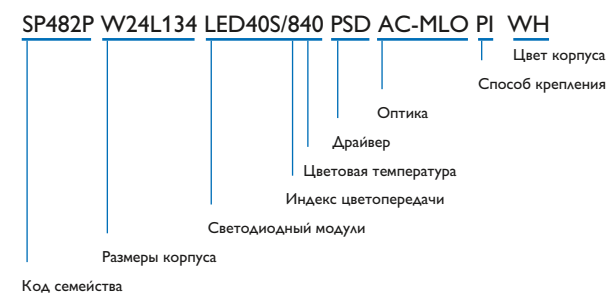 SP482P W24L134 LED40S/840 PSD AC-MLO PI WH
Цвет корпуса
Способ крепления
Оптика
Драйвер
Цветовая температура
Индекс цветопередачи
Светодиодный модули
Размеры корпуса
Код семейства